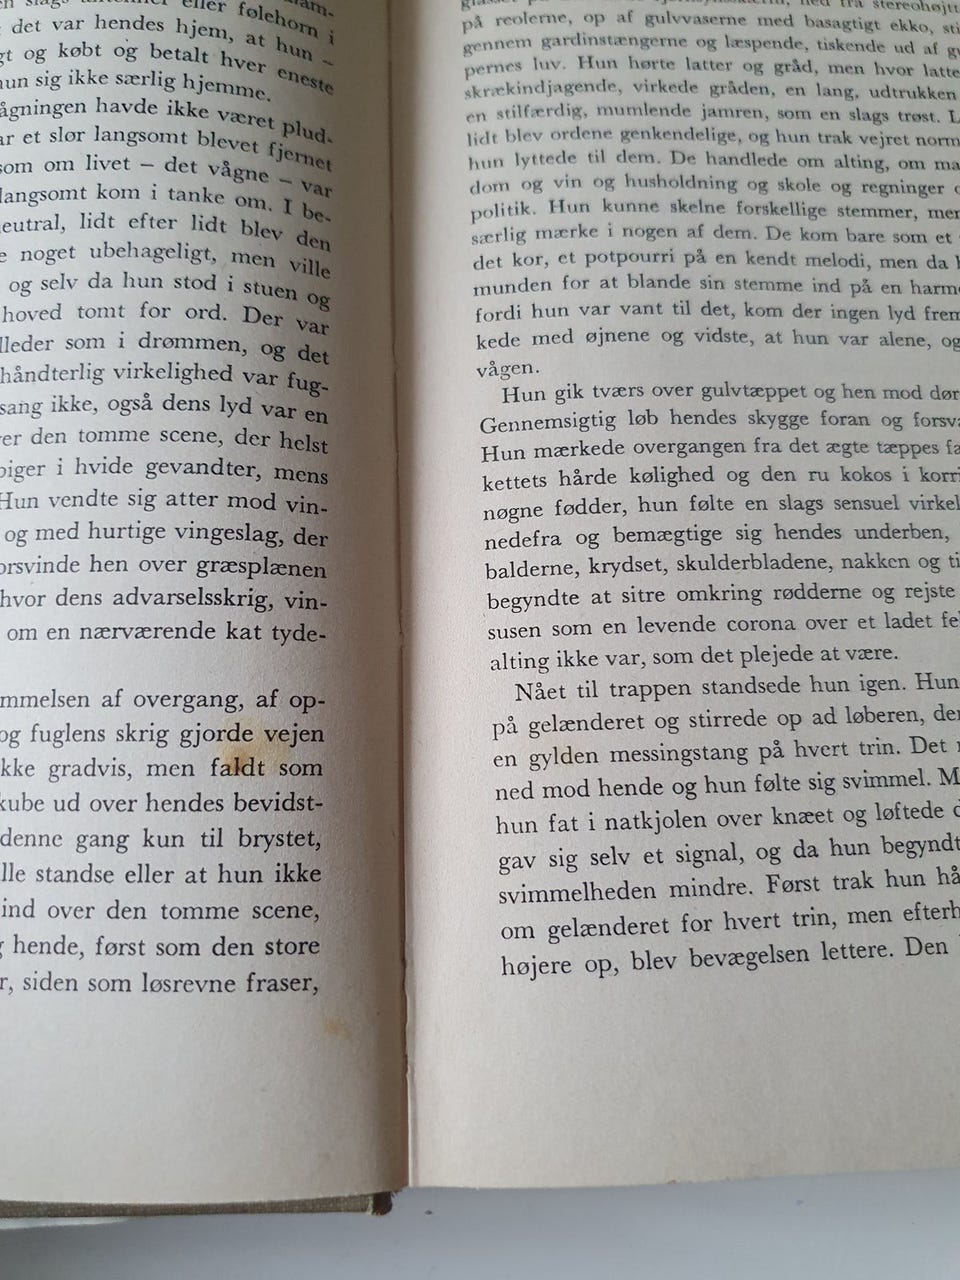 slags antenner eller følehorn i
det var hendes hjem, at hun –
gt og købt og betalt hver eneste
hun sig ikke særlig hjemme.
ågningen havde ikke været plud-
ar et slør langsomt blevet fjernet
som om livet – det vågne – var
langsomt kom i tanke om. I be-
eutral, lidt efter lidt blev den
e noget ubehageligt, men ville
og selv da hun stod i stuen og
hoved tomt for ord. Der var
lleder som i drømmen, og det
håndterlig virkelighed var fug-
sang ikke, også dens lyd var en
ver den tomme scene, der helst
piger i hvide gevandter, mens
Hun vendte sig atter mod vin-
og med hurtige vingeslag, der
orsvinde hen over græsplænen
hvor dens advarselsskrig, vin-
om en nærværende kat tyde-
mmelsen af overgang, af op-
og fuglens skrig gjorde vejen
kke gradvis, men faldt som
kube ud over hendes bevidst-
denne gang kun til brystet,
lle standse eller at hun ikke
ind over den tomme scene,
g hende, først som den store
r, siden som løsrevne fraser,
på reolerne, op af gulvvaserne med basagtigt ekko, sti
gennem gardinstængerne og læspende, tiskende ud af g
pernes luv. Hun hørte latter og gråd, men hvor latte
skrækindjagende, virkede gråden, en lang, udtrukken
en stilfærdig, mumlende jamren, som en slags trøst. L
lidt blev ordene genkendelige, og hun trak vejret norm
hun lyttede til dem. De handlede om alting, om ma
dom og vin og husholdning og skole og regninger o
politik. Hun kunne skelne forskellige stemmer, men
særlig mærke i nogen af dem. De kom bare som et
det kor, et potpourri på en kendt melodi, men da h
munden for at blande sin stemme ind på en harm
fordi hun var vant til det, kom der ingen lyd frem
kede med øjnene og vidste, at hun var alene, og
vågen.
Hun gik tværs over gulvtæppet og hen mod dør
Gennemsigtig løb hendes skygge foran og forsva
Hun mærkede overgangen fra det ægte tæppes fa
kettets hårde kølighed og den ru kokos i korri
nøgne fødder, hun følte en slags sensuel virkel
nedefra og bemægtige sig hendes underben,
balderne, krydset, skulderbladene, nakken og ti
begyndte at sitre omkring rødderne og rejste
susen som en levende corona over et ladet fel
alting ikke var, som det plejede at være.
Nået til trappen standsede hun igen. Hun
på gelænderet og stirrede op ad løberen, der
en gylden messingstang på hvert trin. Det
ned mod hende og hun følte sig svimmel. M
hun fat i natkjolen over knæet og løftede d
gav sig selv et signal, og da hun begyndt
svimmelheden mindre. Først trak hun hå
om gelænderet for hvert trin, men efterh
højere op, blev bevægelsen lettere. Den